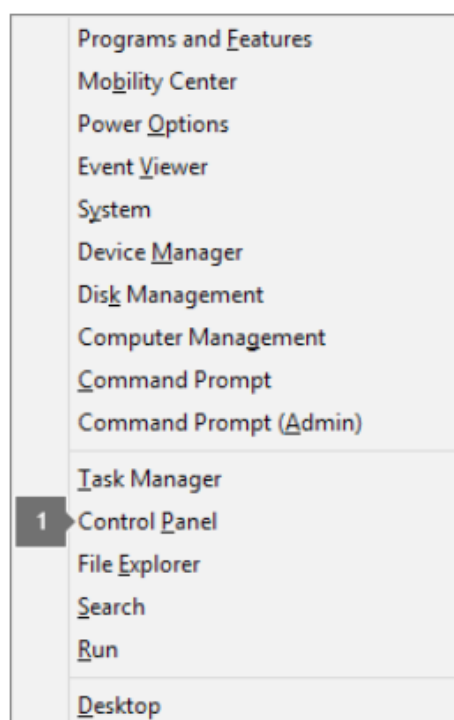 Programs and Features
Mobility Center
Power Options
Event Viewer
System
Device Manager
Disk Management
Computer Management
Command Prompt
Command Prompt (Admin)
Task Manager
1 Control Panel
File Explorer
Search
Run
Desktop